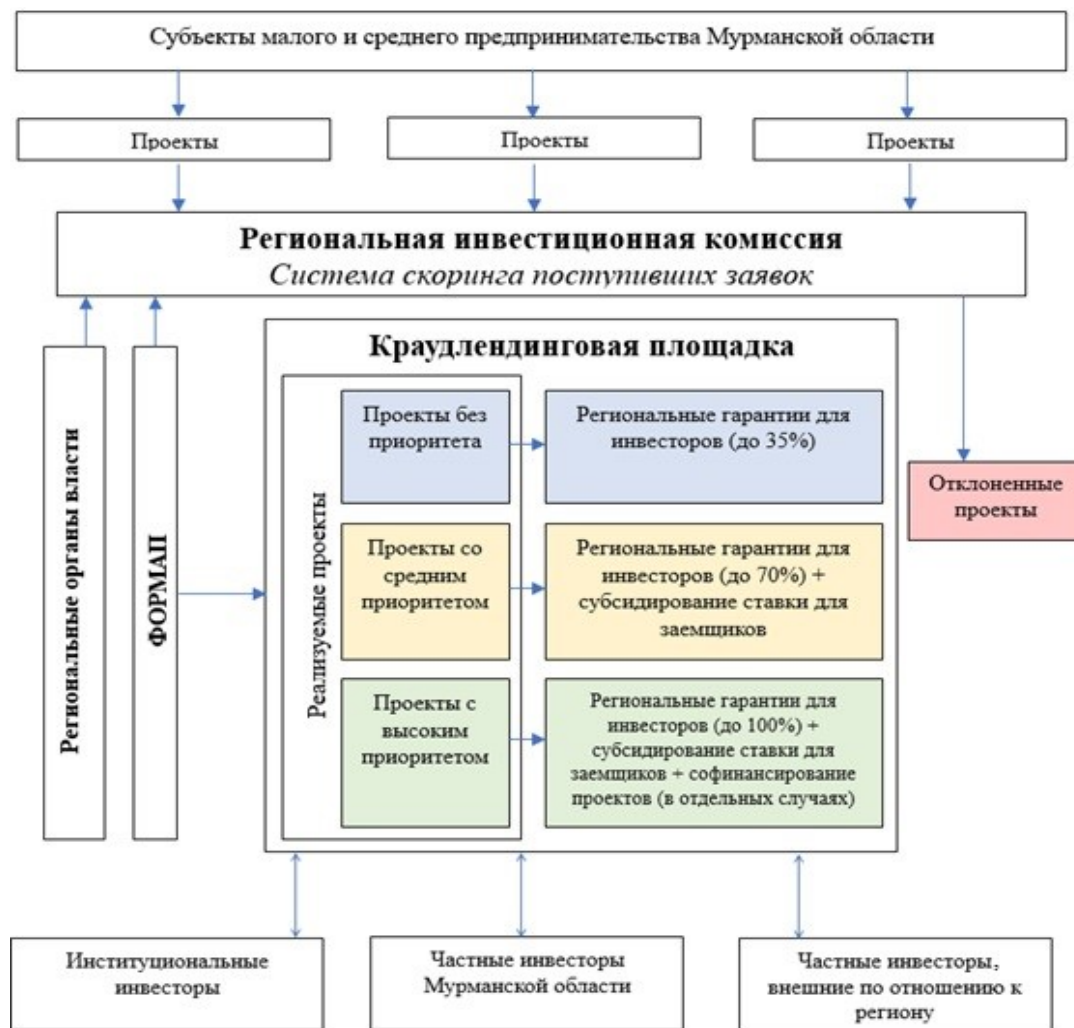 Субъекты малого и среднего предпринимательства Мурманской области
Проекты
Проекты
Проекты
Региональная инвестиционная комиссия
Система скоринга поступивших заявок
Региональные органы власти
ФОРМАП
Краудлендинговая площадка
Реализуемые проекты
Проекты без
приоритета
Региональные гарантии для
инвесторов (до 35%)
Проекты со
средним
приоритетом
Региональные гарантии для
инвесторов (до 70%) +
субсидирование ставки для
заемщиков
Проекты с
высоким
приоритетом
Региональные гарантии для
инвесторов (до 100%) +
субсидирование ставки для
заемщиков + софинансирование
проектов (в отдельных случаях)
Отклоненные
проекты
Институциональные
инвесторы
Частные инвесторы
Мурманской области
Частные инвесторы,
внешние по отношению к
региону